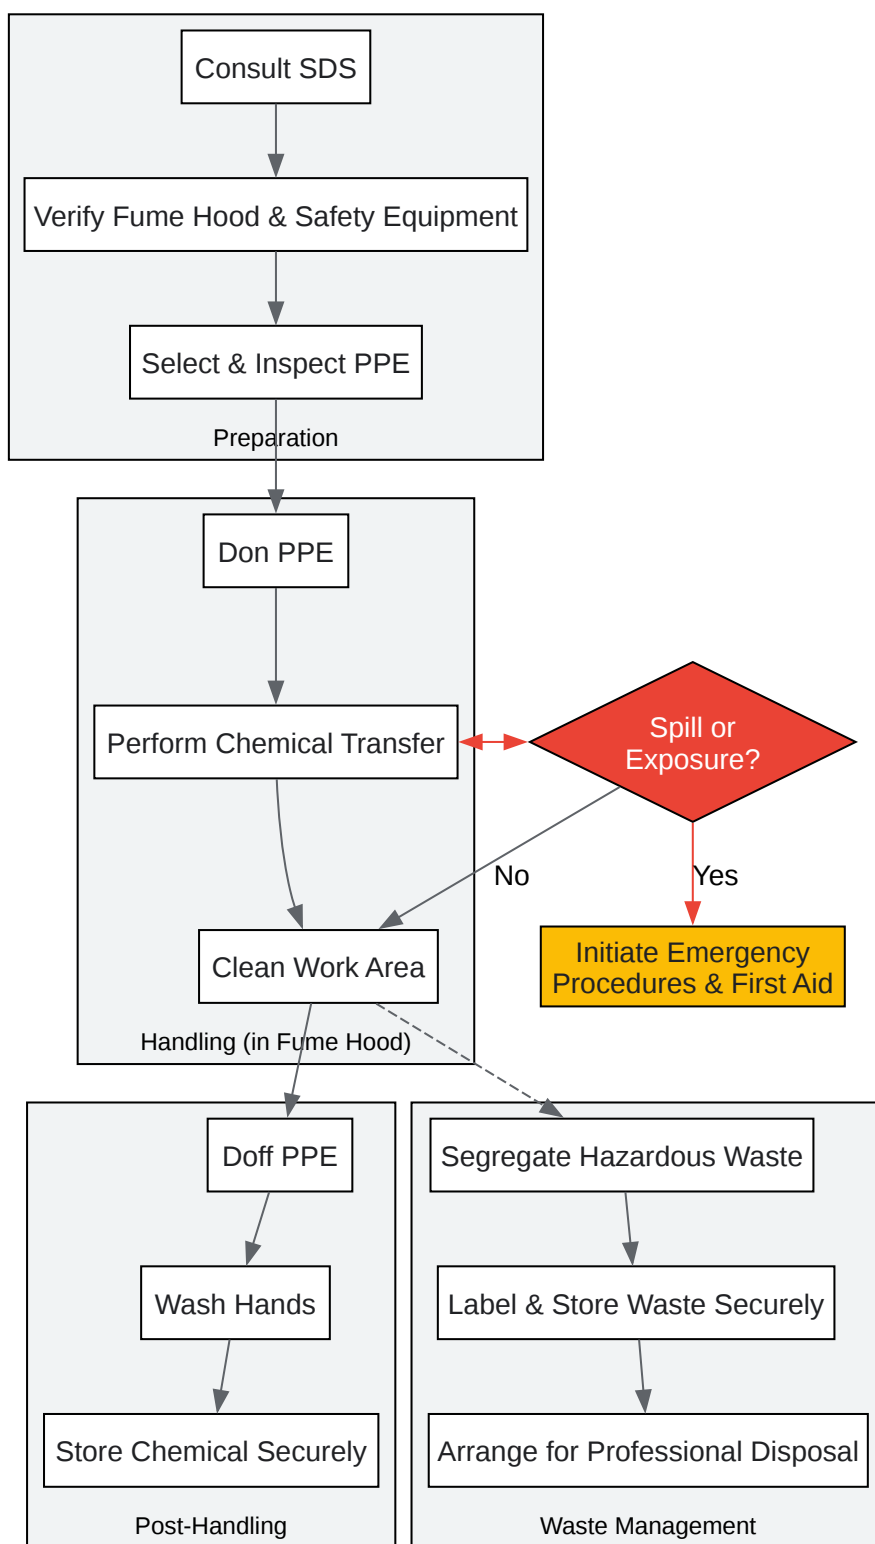 Consult SDS
Verify Fume Hood & Safety Equipment
Select & Inspect PPE
Preparation
Don PPE
Perform Chemical Transfer
Spill or
Exposure?
No
Yes
Clean Work Area
Initiate Emergency
Procedures & First Aid
Handling (in Fume Hood)
Doff PPE
Wash Hands
Store Chemical Securely
Post-Handling
Segregate Hazardous Waste
Label & Store Waste Securely
Arrange for Professional Disposal
Waste Management